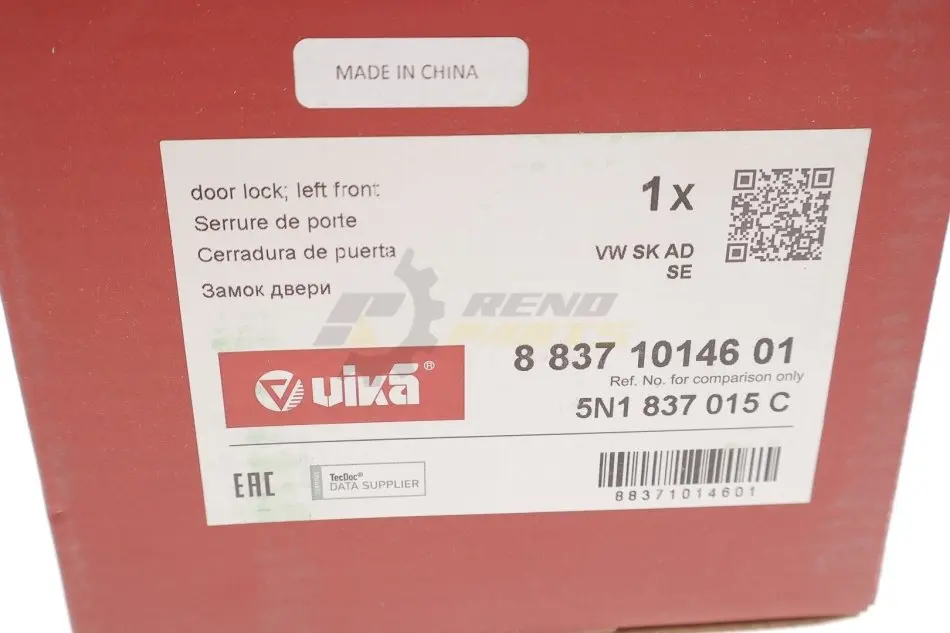 MADE IN CHINA
door lock; left front
Serrure de porte
Cerradura de puerta
Замок двери
1x
VW SK AD
SE
RENO
PARTS
8 837 10146 01
Ref. No. for comparison only
5N1 837 015 C
vika®
EAC
TecDoc®
DATA SUPPLIER
88371014601